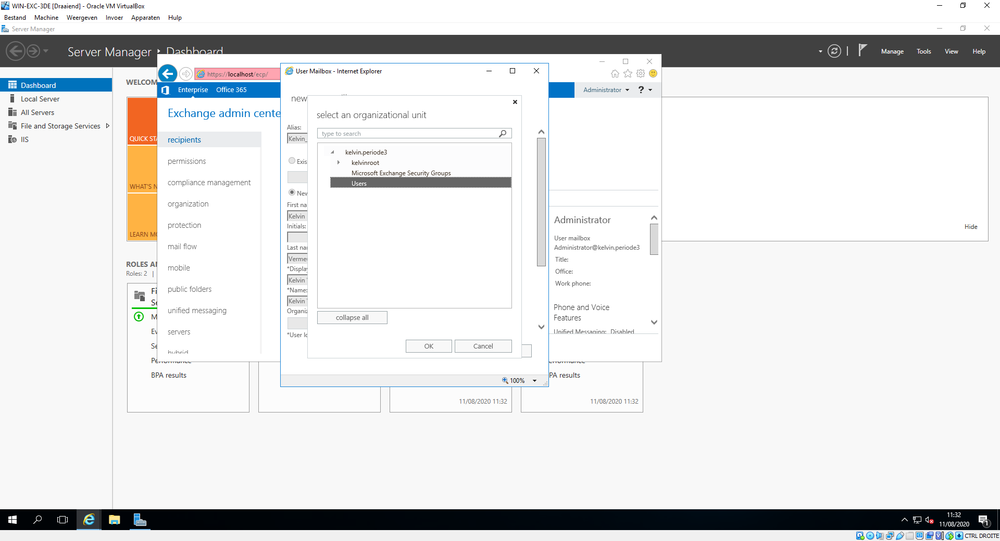 WIN-EXC-3DE [Draaiend] - Oracle VM VirtualBox
Bestand Machine Weergeven Invoer Apparaten Hulp
Server Manager
Server Manager Dashboard
Manage Tools View Help
Dashboard
Local Server
All Servers
File and Storage Services
IIS
WELCOM
QUICK STA
WHAT'S N
LEARN MO
Hide
ROLES A
Roles: 2 |
Fi
Se
M
Ev
Se
Performance
BPA results
11/08/2020 11:32
Performance
PA results
11/08/2020 11:32
https://localhost/ecp/
Enterprise Office 365
Administrator ?
Exchange admin cente
recipients
permissions
compliance management
organization
protection
mail flow
mobile
public folders
unified messaging
servers
hybrid
Administrator
User mailbox
Administrator@kelvin.periode3
Title:
Office:
Work phone:
Phone and Voice
Features
Unified Messaging: Disabled
User Mailbox - Internet Explorer
new
Alias:
Kelvin_
Exis
New
First na
Kelvin
Initials:
Last nar
Verme
*Display
Kelvin
*Name:
Kelvin
Organiz
*User lo
100%
select an organizational unit
type to search
kelvin.periode3
kelvinroot
Microsoft Exchange Security Groups
Users
collapse all
OK Cancel
11:32
11/08/2020
1
CTRL DROITE